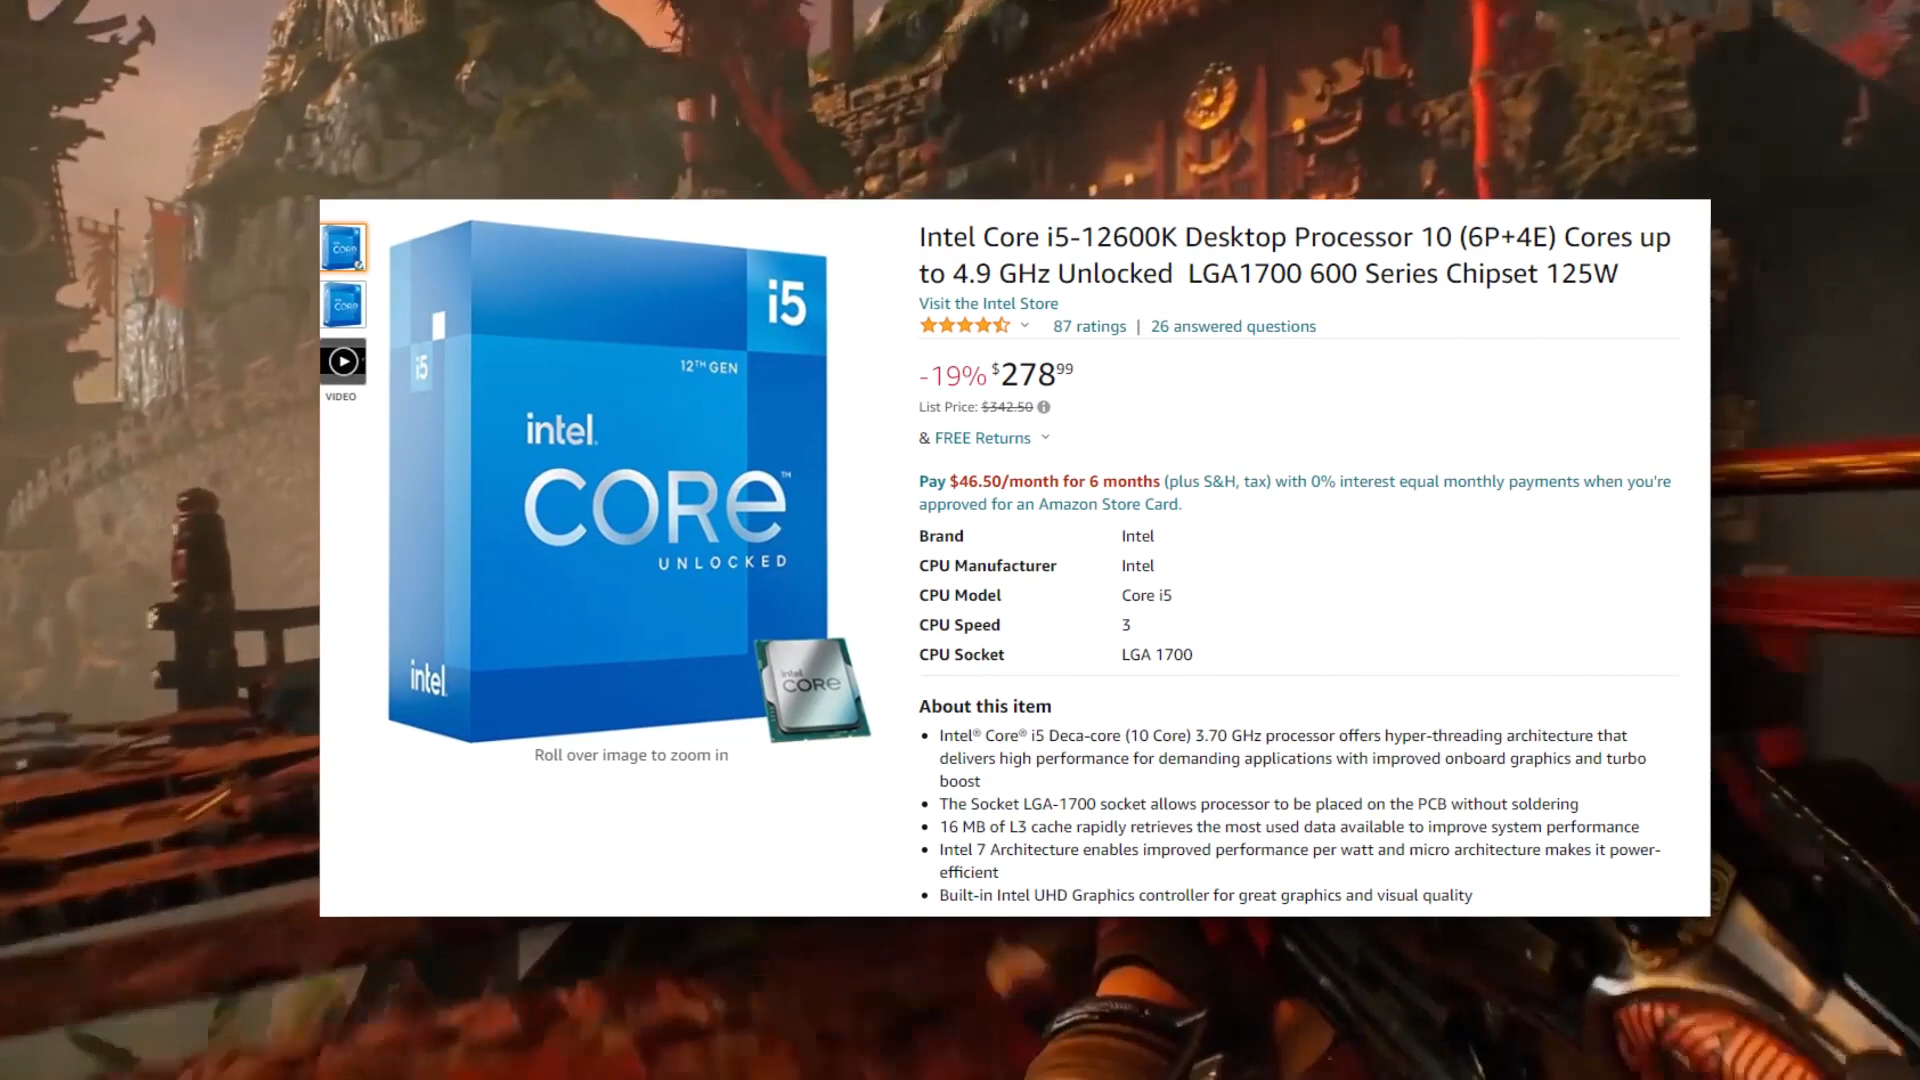 i5
12TH GEN
i5
intel.
CORE™
UNLOCKED
intel.
intel
CORE
VIDEO
Roll over image to zoom in
Intel Core i5-12600K Desktop Processor 10 (6P+4E) Cores up
to 4.9 GHz Unlocked LGA1700 600 Series Chipset 125W
Visit the Intel Store
87 ratings | 26 answered questions
-19% $27899
List Price: $342.50
& FREE Returns
Pay $46.50/month for 6 months (plus S&H, tax) with 0% interest equal monthly payments when you're
approved for an Amazon Store Card.
Brand Intel
CPU Manufacturer Intel
CPU Model Core i5
CPU Speed 3
CPU Socket LGA 1700
About this item
• Intel® Core® i5 Deca-core (10 Core) 3.70 GHz processor offers hyper-threading architecture that
delivers high performance for demanding applications with improved onboard graphics and turbo
boost
• The Socket LGA-1700 socket allows processor to be placed on the PCB without soldering
• 16 MB of L3 cache rapidly retrieves the most used data available to improve system performance
• Intel 7 Architecture enables improved performance per watt and micro architecture makes it power-
efficient
• Built-in Intel UHD Graphics controller for great graphics and visual quality